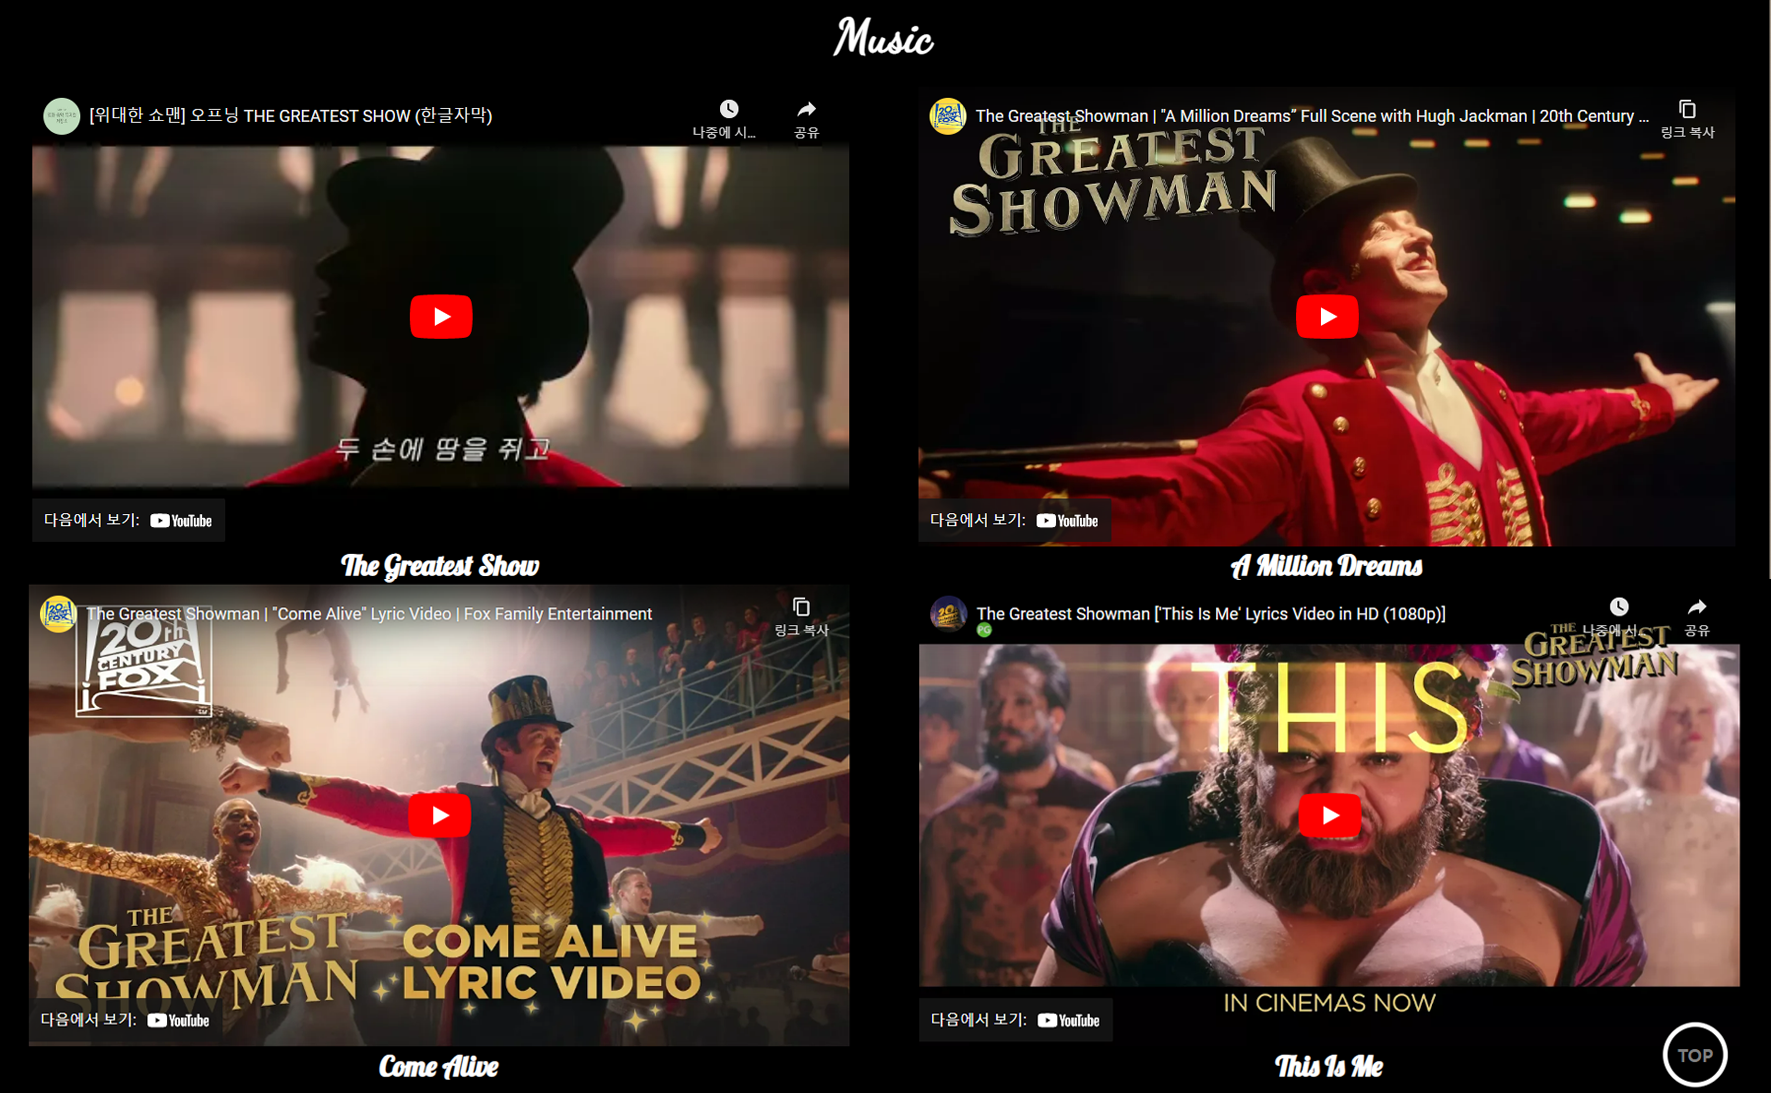 Music
[위대한 쇼맨] 오프닝 THE GREATEST SHOW (한글자막)
나중에 시...
공유
두 손에 땀을 쥐고
다음에서 보기: YouTube
The Greatest Show
The Greatest Showman | "A Million Dreams" Full Scene with Hugh Jackman | 20th Century ...
링크 복사
THE
GREATEST
SHOWMAN
다음에서 보기: YouTube
A Million Dreams
The Greatest Showman | "Come Alive" Lyric Video | Fox Family Entertainment
링크 복사
20th
CENTURY
FOX
THE
GREATEST
SHOWMAN
COME ALIVE
LYRIC VIDEO
다음에서 보기: YouTube
Come Alive
The Greatest Showman ['This Is Me' Lyrics Video in HD (1080p)]
PG
나중에 시...
공유
THE
GREATEST
SHOWMAN
THIS
IN CINEMAS NOW
다음에서 보기: YouTube
This Is Me
TOP